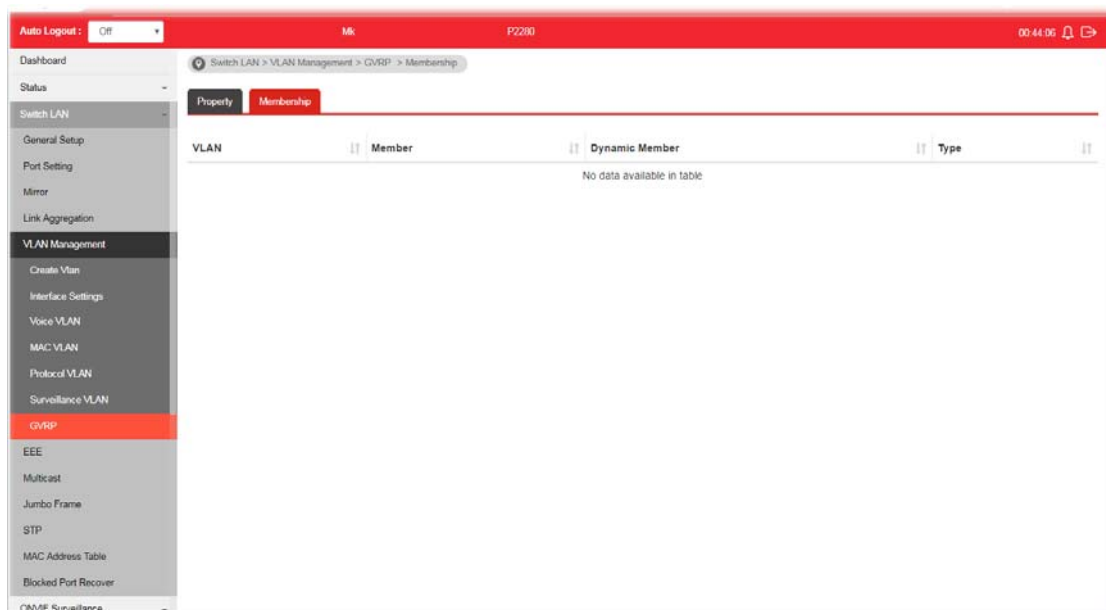 Auto Logout : Off Mk P2280 00:44:06
Dashboard
Status
Switch LAN
General Setup
Port Setting
Mirror
Link Aggregation
VLAN Management
Create Vlan
Interface Settings
Voice VLAN
MAC VLAN
Protocol VLAN
Surveillance VLAN
GVRP
EEE
Multicast
Jumbo Frame
STP
MAC Address Table
Blocked Port Recover
ONVIF Surveillance
Switch LAN > VLAN Management > GVRP > Membership
Property Membership
VLAN Member Dynamic Member Type
No data available in table